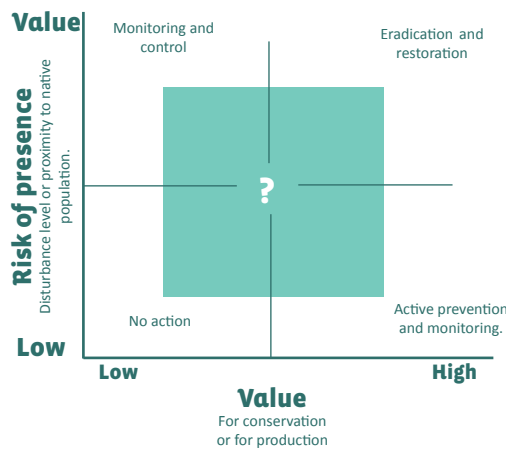 Value
Monitoring and
control
Eradication and
restoration
Risk of presence
Disturbance level or proximity to native
population.
?
No action
Active prevention
and monitoring.
Low
Low
High
Value
For conservation
or for production